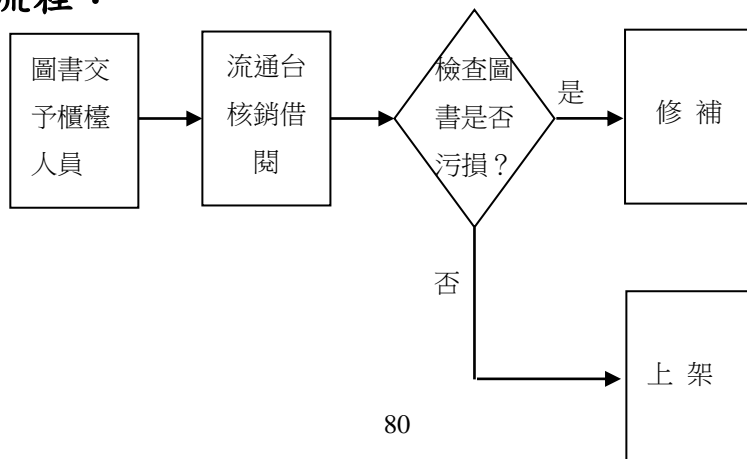 流程：
圖書交
予櫃檯
人員
流通台
核銷借
閱
檢查圖
書是否
污損？
是
修 補
否
上 架
80